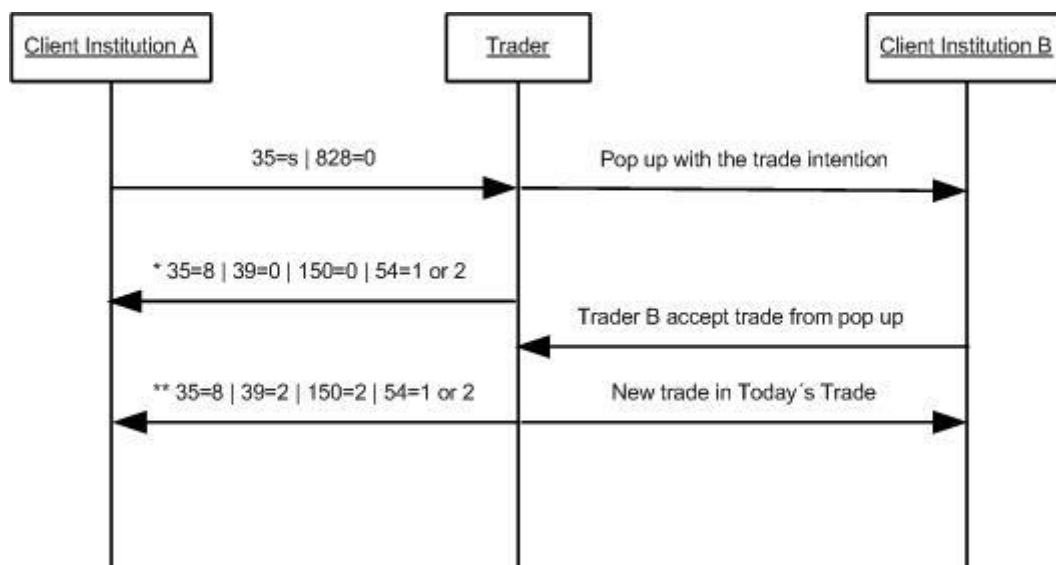 Client Institution A
Trader
Client Institution B
35=s | 828=0
Pop up with the trade intention
* 35=8 | 39=0 | 150=0 | 54=1 or 2
Trader B accept trade from pop up
** 35=8 | 39=2 | 150=2 | 54=1 or 2
New trade in Today´s Trade